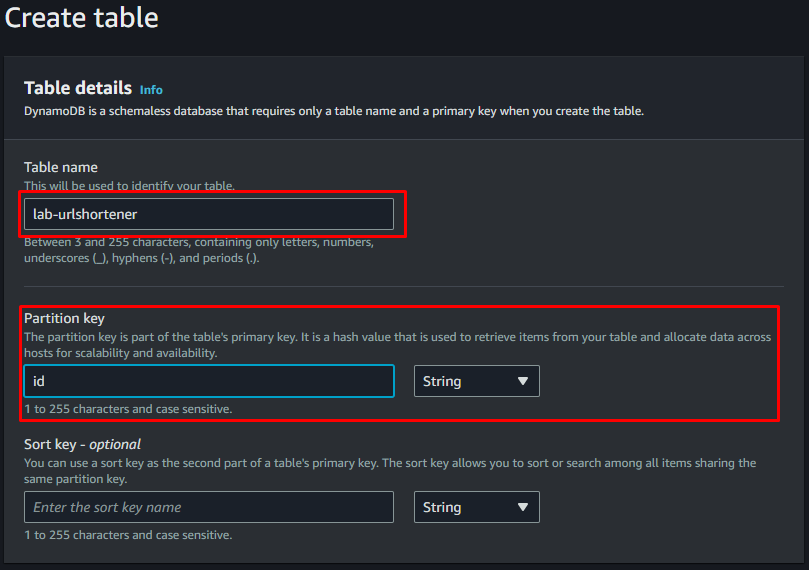 Create table
Table details Info
DynamoDB is a schemaless database that requires only a table name and a primary key when you create the table.
Table name
This will be used to identify your table.
lab-urlshortener
Between 3 and 255 characters, containing only letters, numbers,
underscores (_), hyphens (-), and periods (.).
Partition key
The partition key is part of the table's primary key. It is a hash value that is used to retrieve items from your table and allocate data across
hosts for scalability and availability.
id String
1 to 255 characters and case sensitive.
Sort key - optional
You can use a sort key as the second part of a table's primary key. The sort key allows you to sort or search among all items sharing the
same partition key.
Enter the sort key name String
1 to 255 characters and case sensitive.